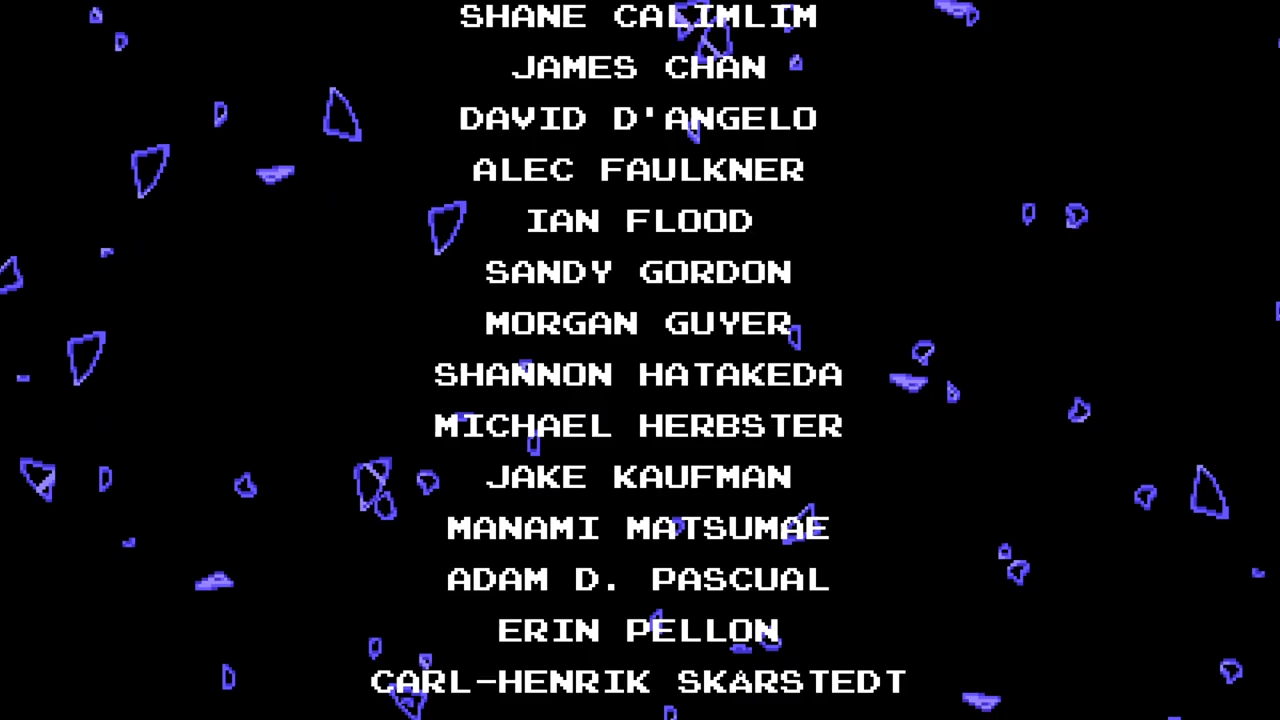 SHANE CALIMLIM
JAMES CHAN
DAVID D'ANGELO
ALEC FAULKNER
IAN FLOOD
SANDY GORDON
MORGAN GUYER
SHANNON HATAKEDA
MICHAEL HERBSTER
JAKE KAUFMAN
MANAMI MATSUMAE
ADAM D. PASCUAL
ERIN PELLON
CARL-HENRIK SKARSTEDT